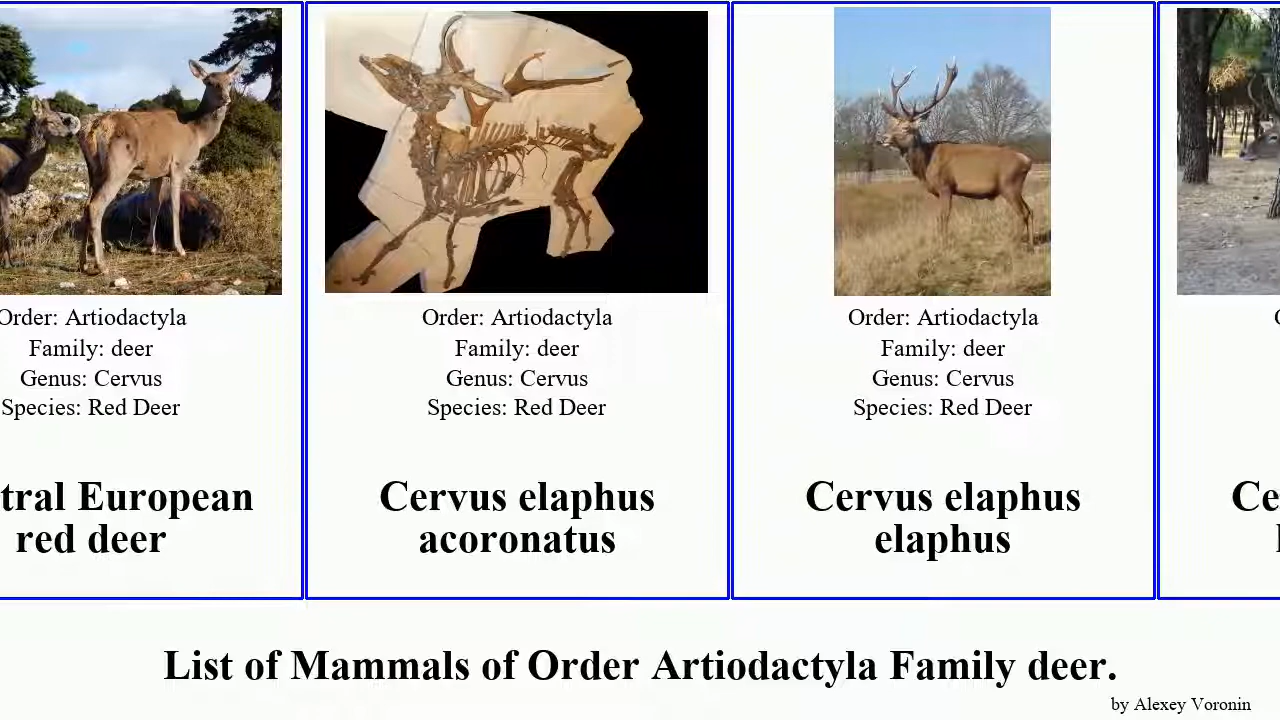 Order: Artiodactyla
Family: deer
Genus: Cervus
Species: Red Deer
tral European
red deer
Order: Artiodactyla
Family: deer
Genus: Cervus
Species: Red Deer
Cervus elaphus
acoronatus
Order: Artiodactyla
Family: deer
Genus: Cervus
Species: Red Deer
Cervus elaphus
elaphus
Ce
List of Mammals of Order Artiodactyla Family deer.
by Alexey Voronin